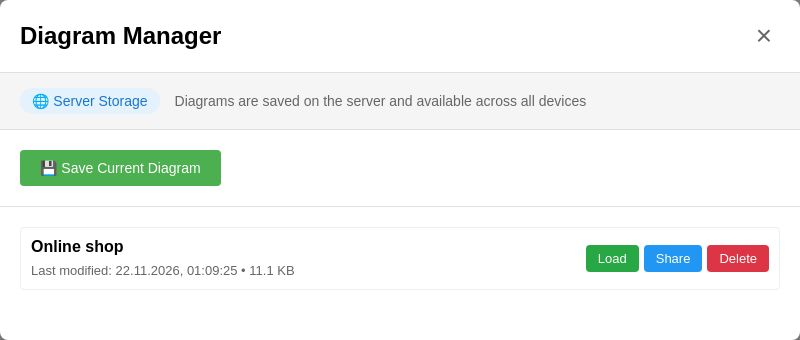 Diagram Manager
✕
🌐 Server Storage Diagrams are saved on the server and available across all devices
💾 Save Current Diagram
Online shop
Last modified: 22.11.2026, 01:09:25 • 11.1 KB
Load Share Delete